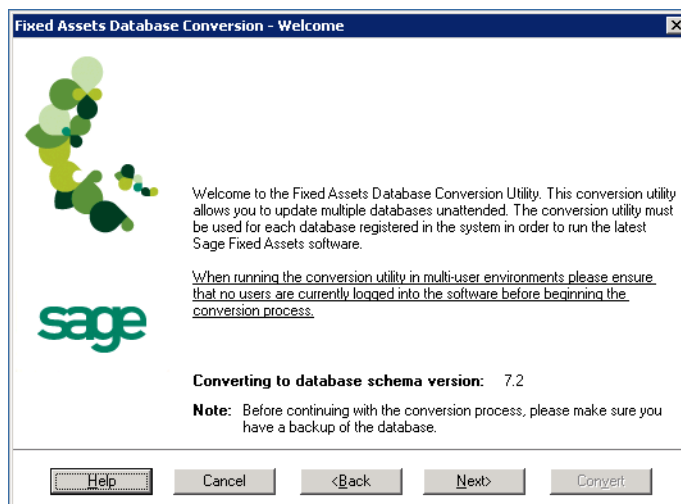 Fixed Assets Database Conversion - Welcome
Welcome to the Fixed Assets Database Conversion Utility. This conversion utility
allows you to update multiple databases unattended. The conversion utility must
be used for each database registered in the system in order to run the latest
Sage Fixed Assets software.
When running the conversion utility in multi-user environments please ensure
that no users are currently logged into the software before beginning the
conversion process.
sage
Converting to database schema version: 7.2
Note: Before continuing with the conversion process, please make sure you
have a backup of the database.
Help Cancel <Back Next> Convert